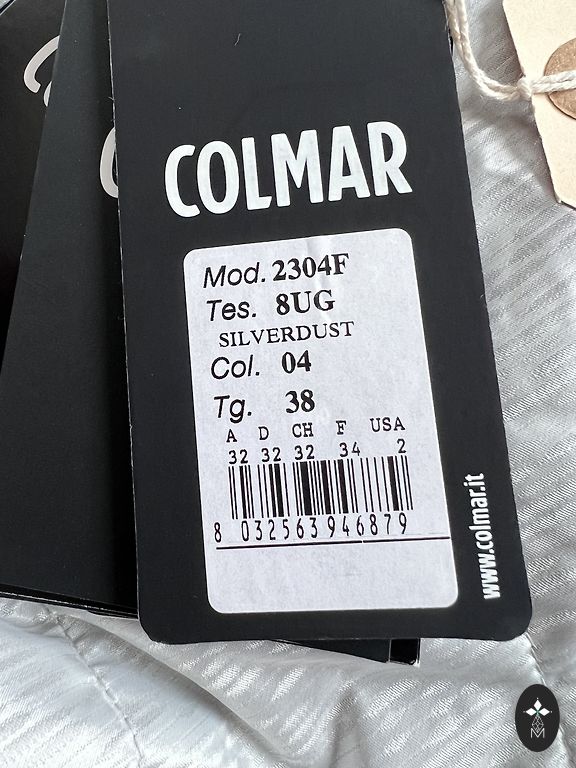 COLMAR
Mod. 2304F
Tes. 8UG
SILVERDUST
Col. 04
Tg. 38
A D CH F USA
32 32 32 34 2
8 032563 946879
www.colmar.it
M